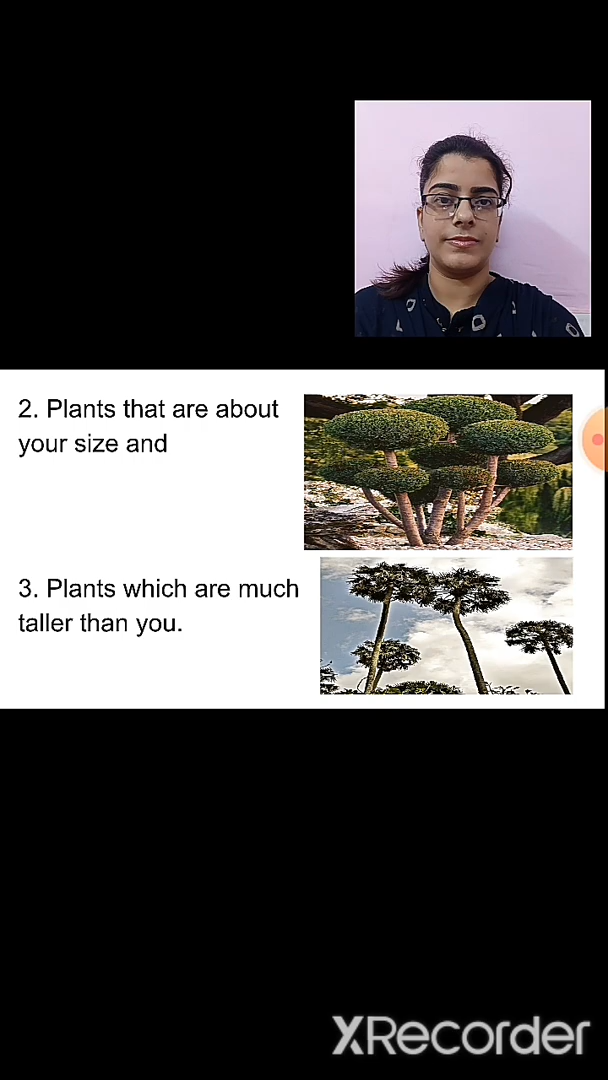 2. Plants that are about
your size and
3. Plants which are much
taller than you.
XRecorder